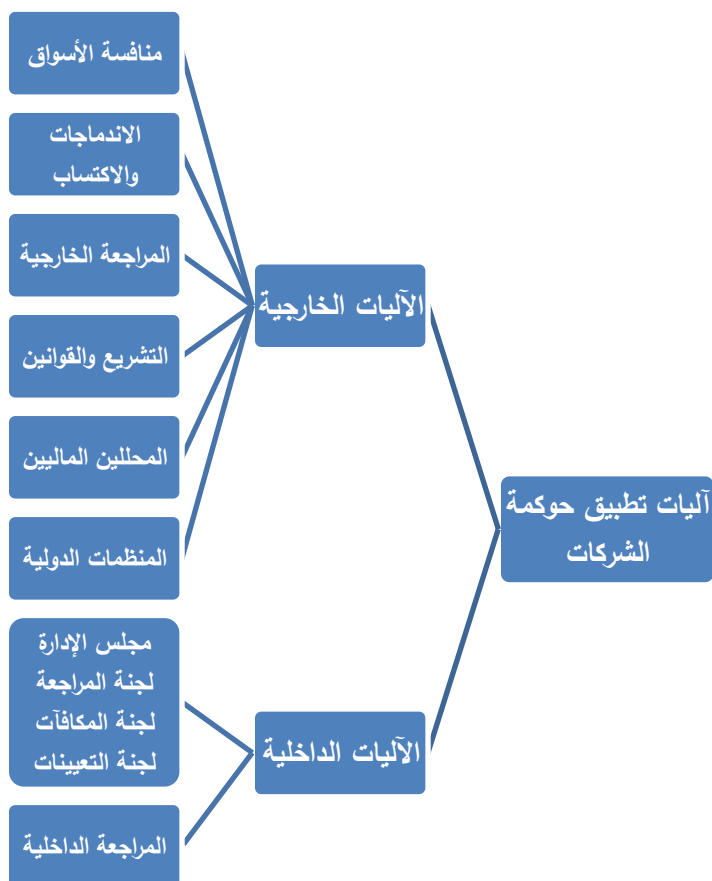 آليات تطبيق حوكمة
الشركات
الآليات الخارجية
منافسة الأسواق
الاندماجات
والاكتساب
المراجعة الخارجية
التشريع والقوانين
المحللين الماليين
المنظمات الدولية
الآليات الداخلية
مجلس الإدارة
لجنة المراجعة
لجنة المكافآت
لجنة التعيينات
المراجعة الداخلية